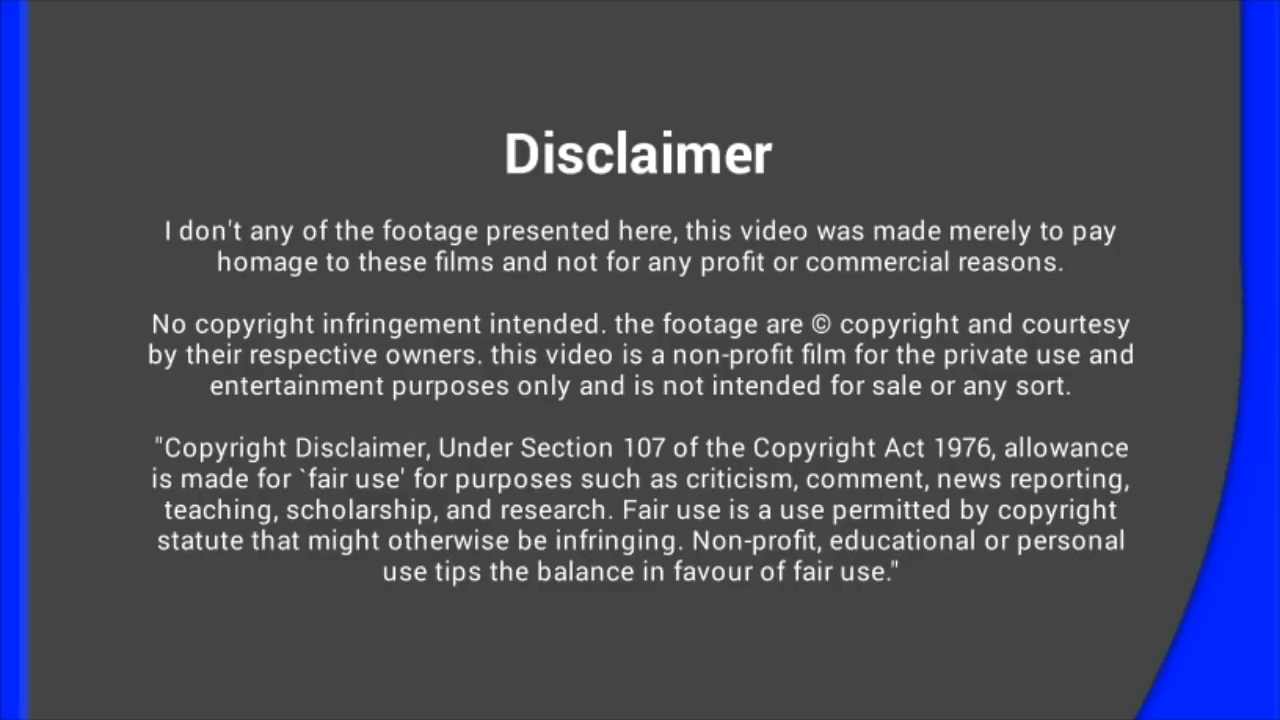 Disclaimer
I don't any of the footage presented here, this video was made merely to pay
homage to these films and not for any profit or commercial reasons.
No copyright infringement intended. the footage are © copyright and courtesy
by their respective owners. this video is a non-profit film for the private use and
entertainment purposes only and is not intended for sale or any sort.
"Copyright Disclaimer, Under Section 107 of the Copyright Act 1976, allowance
is made for `fair use' for purposes such as criticism, comment, news reporting,
teaching, scholarship, and research. Fair use is a use permitted by copyright
statute that might otherwise be infringing. Non-profit, educational or personal
use tips the balance in favour of fair use."